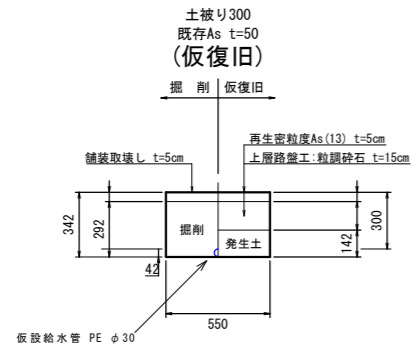 土被り300
既存As t=50
(仮復旧)
掘 削 仮復旧
再生密粒度As(13) t=5cm
舗装取壊し t=5cm
上層路盤工:粒調砕石 t=15cm
342
292
42
掘削
発生土
142
300
550
仮設給水管 PE φ30